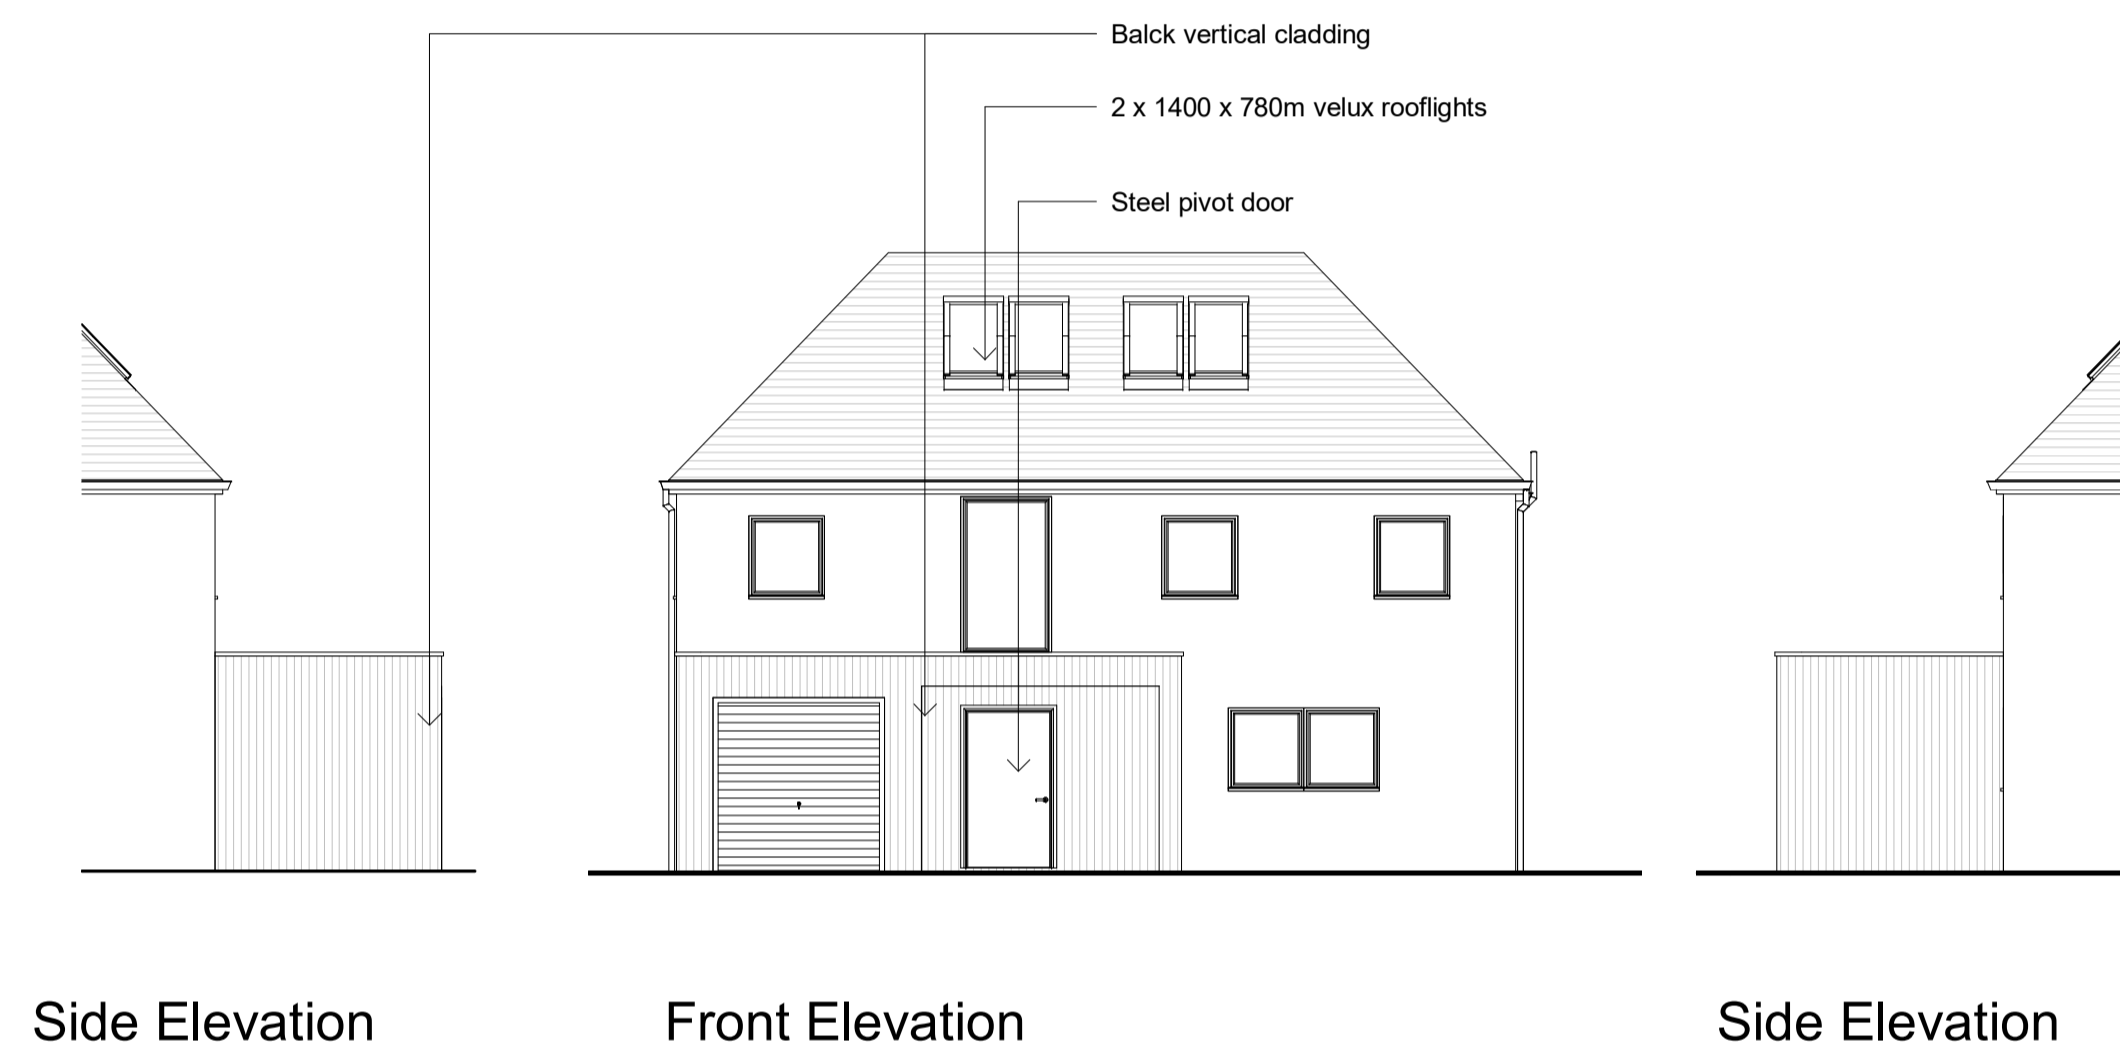 Balck vertical cladding
2 x 1400 x 780m velux rooflights
Steel pivot door
Side Elevation
Front Elevation
Side Elevation